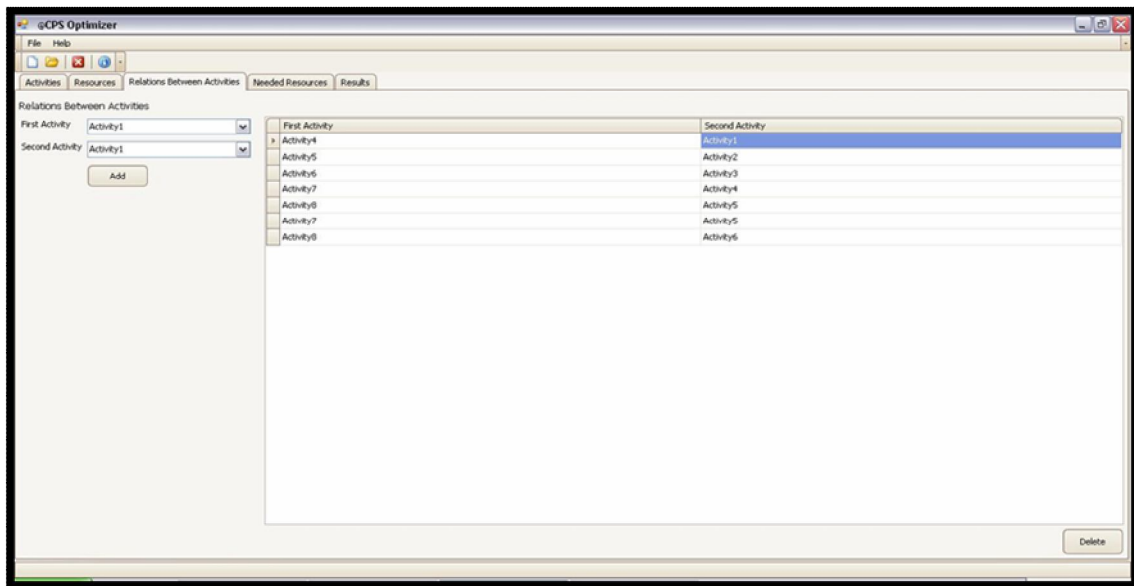 GCPS Optimizer
File Help
Activities Resources Relations Between Activities Needed Resources Results
Relations Between Activities
First Activity Activity1
Second Activity Activity1
Add
First Activity Second Activity
Activity4 Activity1
Activity5 Activity2
Activity6 Activity3
Activity7 Activity4
Activity8 Activity5
Activity7 Activity5
Activity8 Activity6
Delete